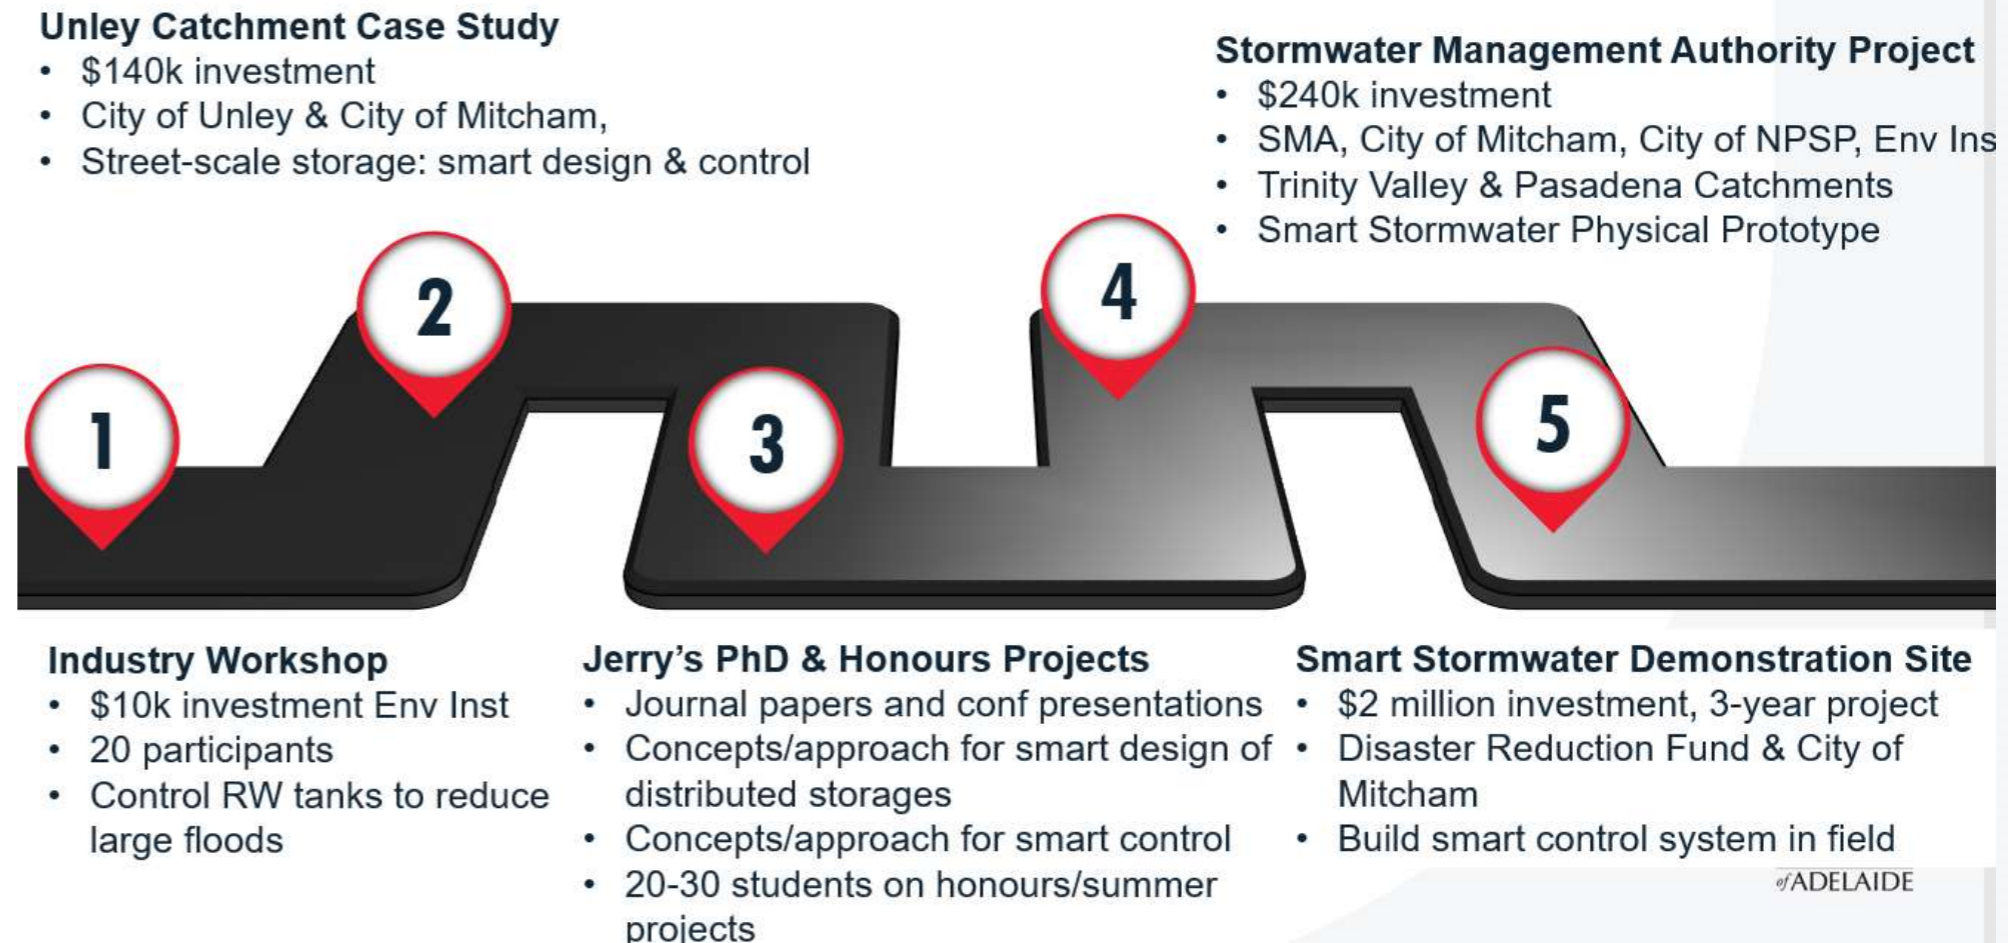 Unley Catchment Case Study
• $140k investment
• City of Unley & City of Mitcham,
• Street-scale storage: smart design & control
Stormwater Management Authority Project
• $240k investment
• SMA, City of Mitcham, City of NPSP, Env Ins
• Trinity Valley & Pasadena Catchments
• Smart Stormwater Physical Prototype
1
2
3
4
5
Industry Workshop
• $10k investment Env Inst
• 20 participants
• Control RW tanks to reduce
large floods
Jerry's PhD & Honours Projects
• Journal papers and conf presentations
• Concepts/approach for smart design of
distributed storages
• Concepts/approach for smart control
• 20-30 students on honours/summer
projects
Smart Stormwater Demonstration Site
• $2 million investment, 3-year project
• Disaster Reduction Fund & City of
Mitcham
• Build smart control system in field
of ADELAIDE